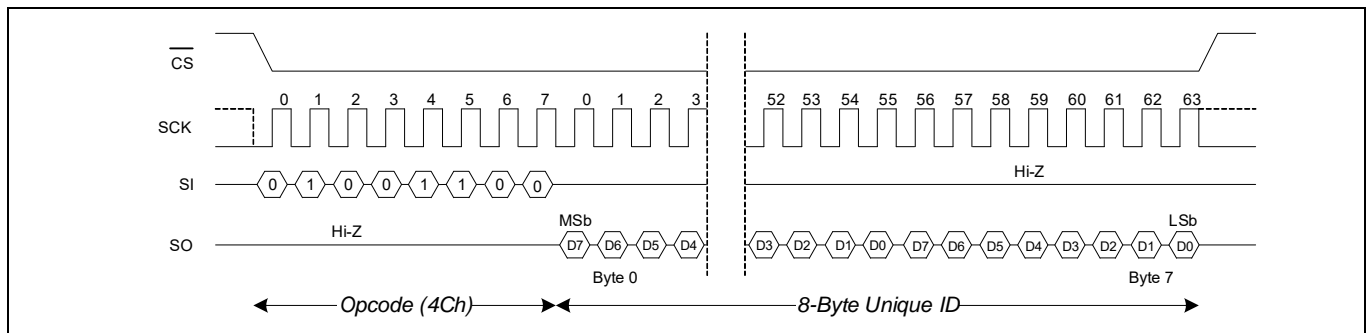 CS
0 1 2 3 4 5 6 7 0 1 2 3 52 53 54 55 56 57 58 59 60 61 62 63
SCK
Hi-Z
SI 0 1 0 0 1 1 0 0
MSb LSb
Hi-Z
SO D7 D6 D5 D4 D3 D2 D1 D0 D7 D6 D5 D4 D3 D2 D1 D0
Byte 0 Byte 7
Opcode (4Ch) 8-Byte Unique ID